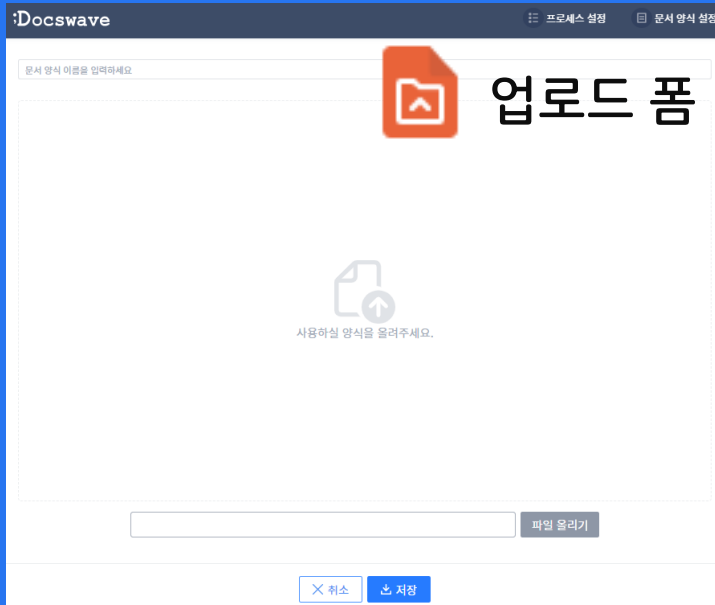 :Docswave
프로세스 설정
문서 양식 설정
문서 양식 이름을 입력하세요
업로드 폼
사용하실 양식을 올려주세요.
파일 올리기
취소
저장